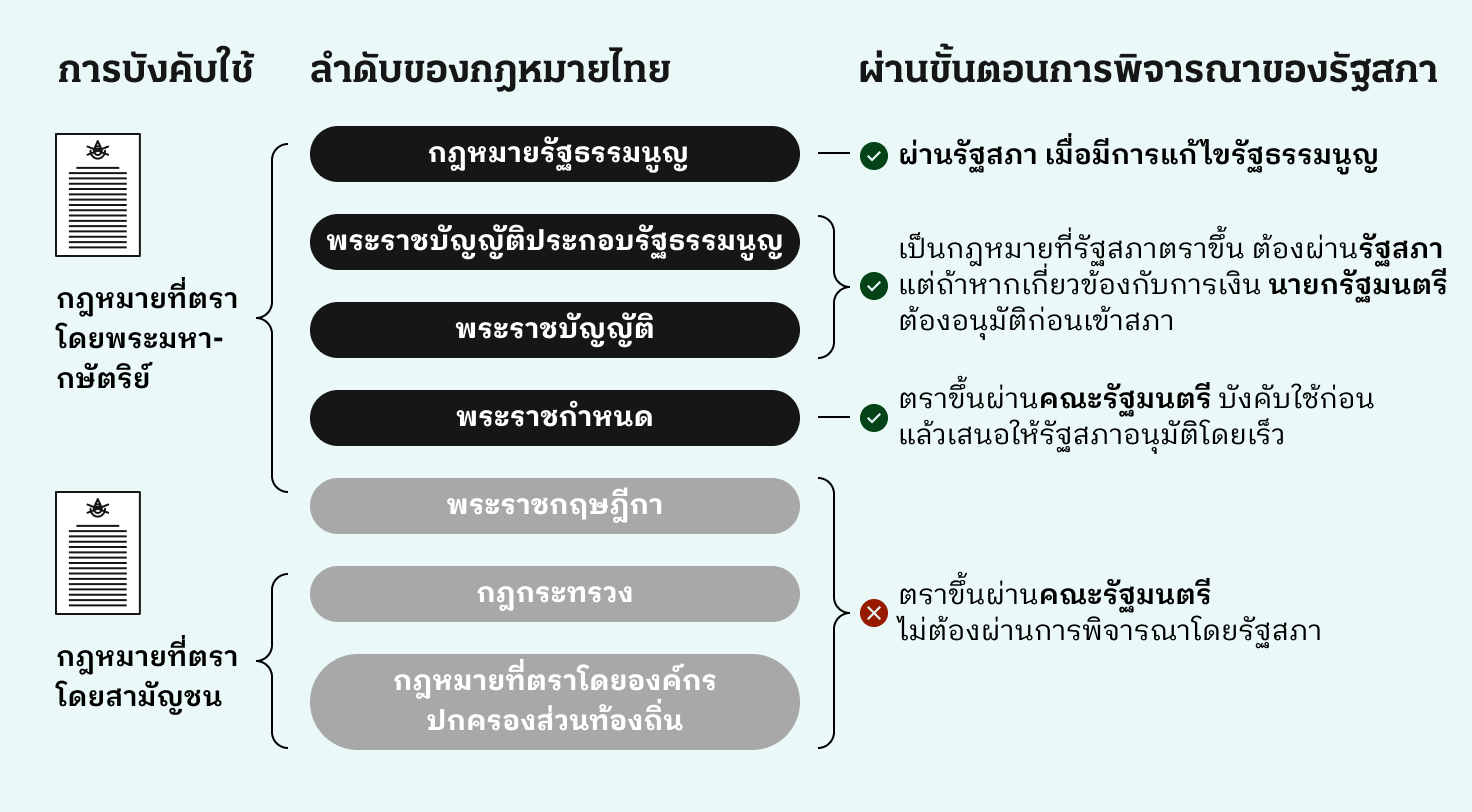 การบังคับใช้
ลำดับของกฎหมายไทย
ผ่านขั้นตอนการพิจารณาของรัฐสภา
กฎหมายที่ตรา
โดยพระมหา-
กษัตริย์
กฎหมายที่ตรา
โดยสามัญชน
กฎหมายรัฐธรรมนูญ
พระราชบัญญัติประกอบรัฐธรรมนูญ
พระราชบัญญัติ
พระราชกำหนด
พระราชกฤษฎีกา
กฎกระทรวง
กฎหมายที่ตราโดยองค์กร
ปกครองส่วนท้องถิ่น
ผ่านรัฐสภา เมื่อมีการแก้ไขรัฐธรรมนูญ
เป็นกฎหมายที่รัฐสภาตราขึ้น ต้องผ่านรัฐสภา
แต่ถ้าหากเกี่ยวข้องกับการเงิน นายกรัฐมนตรี
ต้องอนุมัติก่อนเข้าสภา
ตราขึ้นผ่านคณะรัฐมนตรี บังคับใช้ก่อน
แล้วเสนอให้รัฐสภาอนุมัติโดยเร็ว
ตราขึ้นผ่านคณะรัฐมนตรี
ไม่ต้องผ่านการพิจารณาโดยรัฐสภา